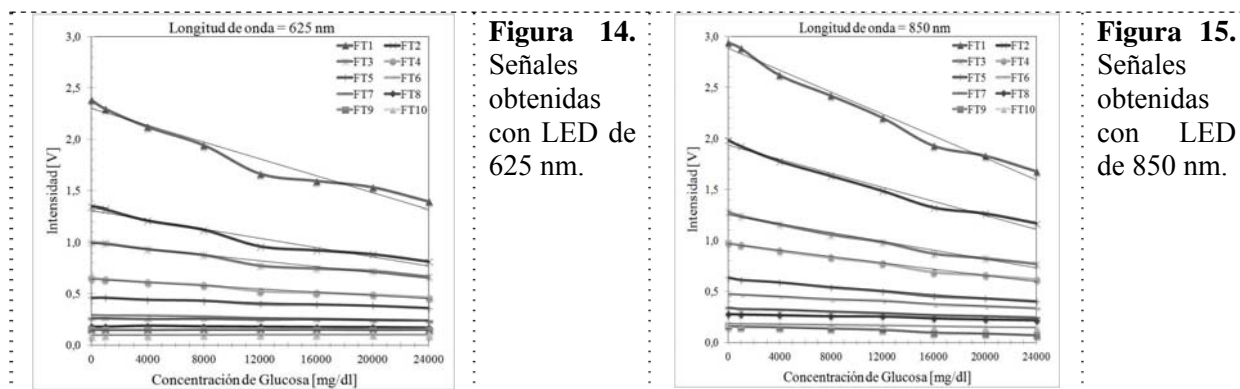 Longitud de onda = 625 nm
3,0
2,5
2,0
1,5
1,0
0,5
0,0
Intensidad [V]
FT1 FT2
FT3 FT4
FT5 FT6
FT7 FT8
FT9 FT10
0 4000 8000 12000 16000 20000 24000
Concentración de Glucosa [mg/dl]
Figura 14.
Señales
obtenidas
con LED de
625 nm.
Longitud de onda = 850 nm
3,0
2,5
2,0
1,5
1,0
0,5
0,0
Intensidad [V]
FT1 FT2
FT3 FT4
FT5 FT6
FT7 FT8
FT9 FT10
0 4000 8000 12000 16000 20000 24000
Concentración de Glucosa [mg/dl]
Figura 15.
Señales
obtenidas
con LED
de 850 nm.